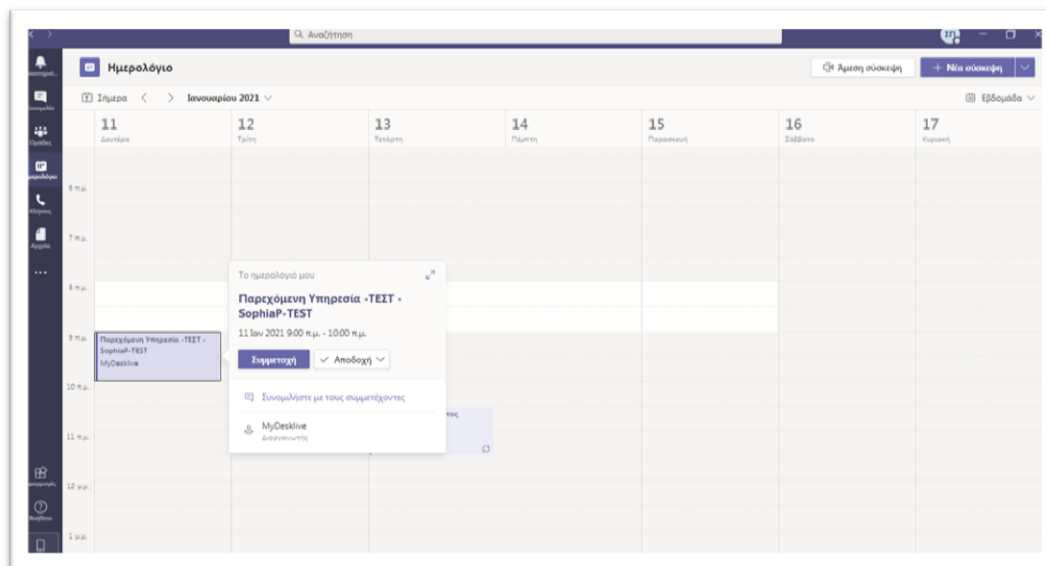 Αναζήτηση
Ημερολόγιο
Άμεση σύσκεψη
+ Νέα σύσκεψη
Σήμερα
Ιανουαρίου 2021
Εβδομάδα
11
Δευτέρα
12
Τρίτη
13
Τετάρτη
14
Πέμπτη
15
Παρασκευή
16
Σάββατο
17
Κυριακή
Ομάδες
Κλήσεις
Αρχεία
6 π.μ.
7 π.μ.
8 π.μ.
9 π.μ.
10 π.μ.
11 π.μ.
12 μ.μ.
1 μ.μ.
Παρεχόμενη Υπηρεσία -ΤΕΣΤ -
SophiaP-TEST
MyDesklive
Το ημερολόγιό μου
Παρεχόμενη Υπηρεσία -ΤΕΣΤ -
SophiaP-TEST
11 Ιαν 2021 9:00 π.μ. - 10:00 π.μ.
Συμμετοχή
Αποδοχή
Συνομιλήστε με τους συμμετέχοντες
MyDesklive
Διοργανωτής